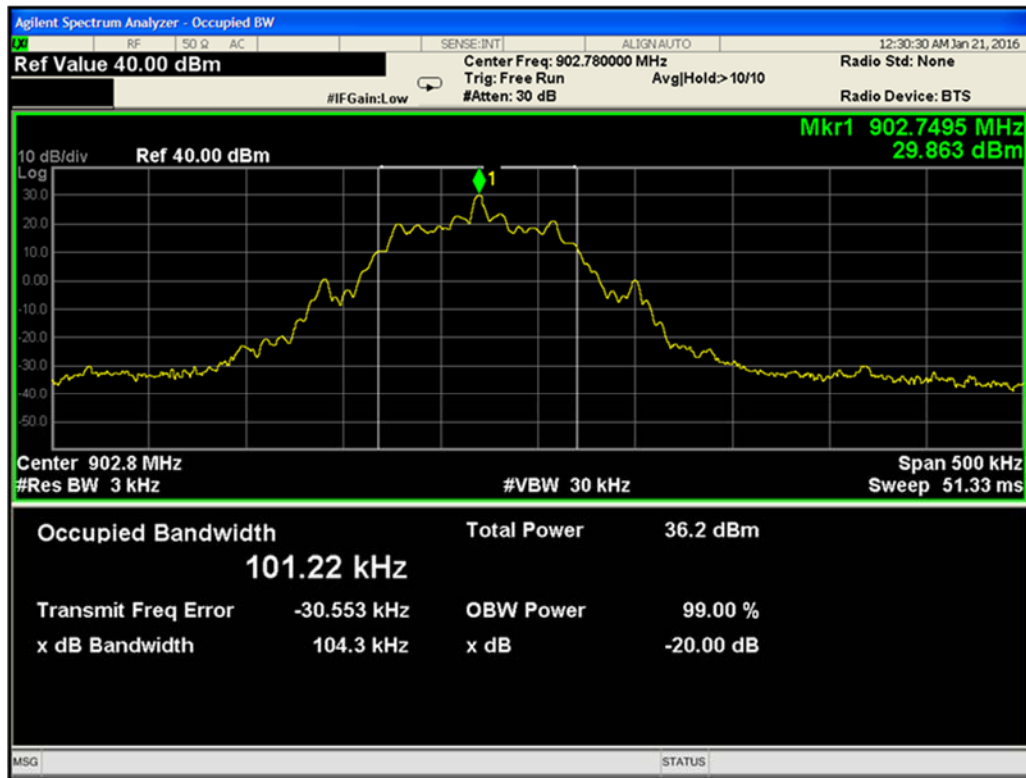 Agilent Spectrum Analyzer - Occupied BW
LXI RF 50 Ω AC SENSE:INT ALIGNAUTO 12:30:30 AM Jan 21, 2016
Ref Value 40.00 dBm Center Freq: 902.780000 MHz Radio Std: None
Trig: Free Run Avg|Hold:> 10/10
#IFGain:Low #Atten: 30 dB Radio Device: BTS
Mkr1 902.7495 MHz
10 dB/div Ref 40.00 dBm 29.863 dBm
Log
1
30.0
20.0
10.0
0.00
-10.0
-20.0
-30.0
-40.0
-50.0
Center 902.8 MHz Span 500 kHz
#Res BW 3 kHz #VBW 30 kHz Sweep 51.33 ms
Occupied Bandwidth Total Power 36.2 dBm
101.22 kHz
Transmit Freq Error -30.553 kHz OBW Power 99.00 %
x dB Bandwidth 104.3 kHz x dB -20.00 dB
MSG STATUS